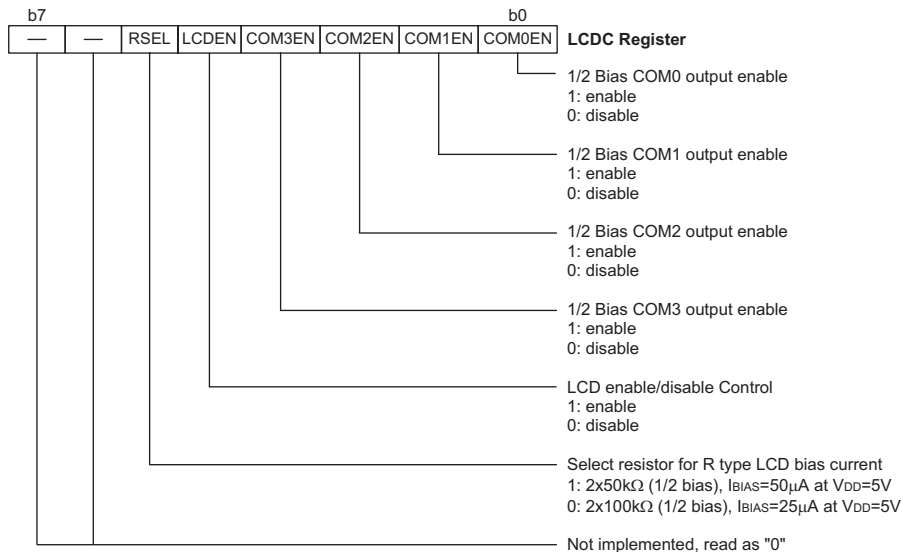 b7 b0
— — RSEL LCDEN COM3EN COM2EN COM1EN COM0EN LCDC Register
1/2 Bias COM0 output enable
1: enable
0: disable
1/2 Bias COM1 output enable
1: enable
0: disable
1/2 Bias COM2 output enable
1: enable
0: disable
1/2 Bias COM3 output enable
1: enable
0: disable
LCD enable/disable Control
1: enable
0: disable
Select resistor for R type LCD bias current
1: 2x50kΩ (1/2 bias), IBIAS=50μA at VDD=5V
0: 2x100kΩ (1/2 bias), IBIAS=25μA at VDD=5V
Not implemented, read as "0"